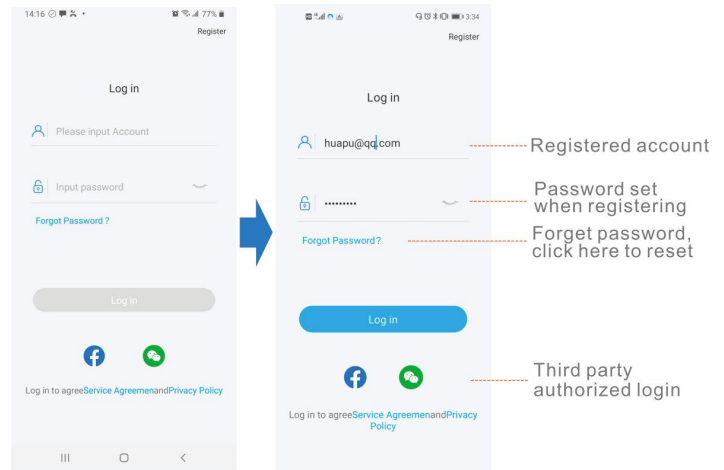 14:16
77%
Register
Log in
Please input Account
Input password
Forgot Password ?
Log in
Log in to agreeService AgreemenandPrivacy Policy
3:34
Register
Log in
huapu@qq.com
•••••••••
Forgot Password?
Log in
Log in to agreeService AgreemenandPrivacy
Policy
Registered account
Password set
when registering
Forget password,
click here to reset
Third party
authorized login